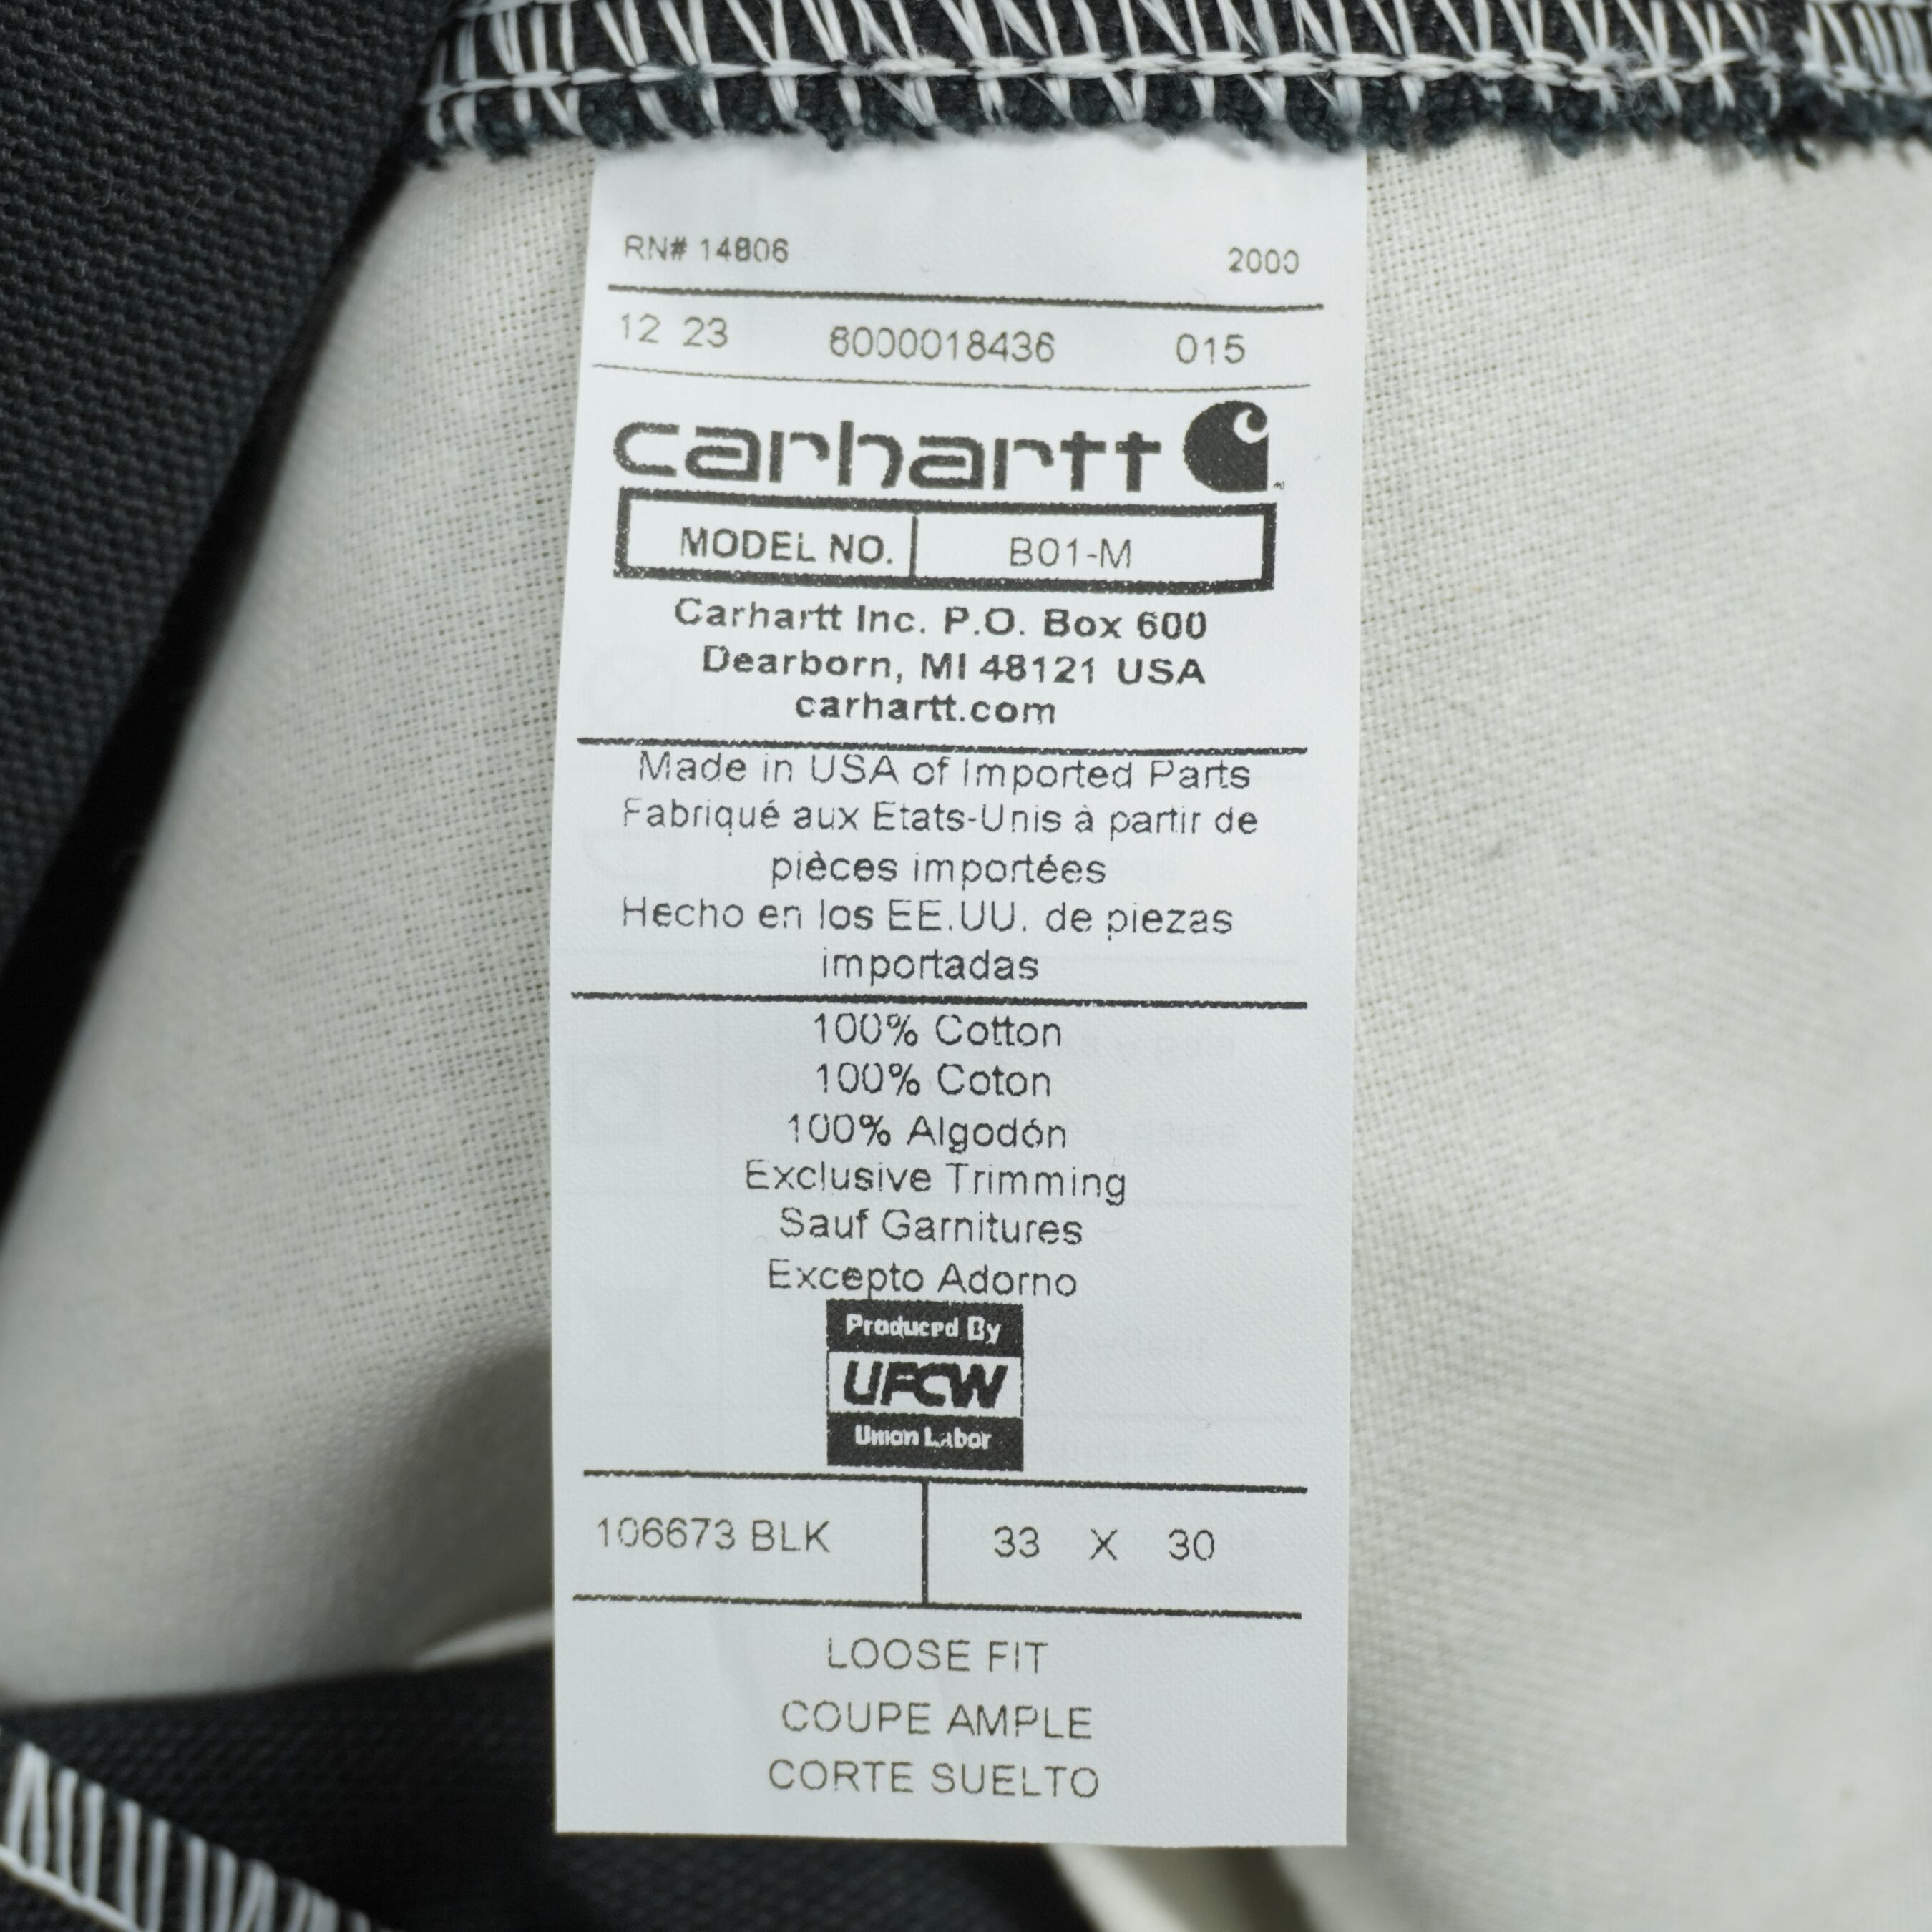 RN# 14806 2000
12 23 6000018436 015
carhartt
MODEL NO. B01-M
Carhartt Inc. P.O. Box 600
Dearborn, MI 48121 USA
carhartt.com
Made in USA of Imported Parts
Fabriqué aux Etats-Unis à partir de
pièces importées
Hecho en los EE.UU. de piezas
importadas
100% Cotton
100% Coton
100% Algodón
Exclusive Trimming
Sauf Garnitures
Excepto Adorno
Produced By
UFCW
Union Labor
106673 BLK 33 X 30
LOOSE FIT
COUPE AMPLE
CORTE SUELTO